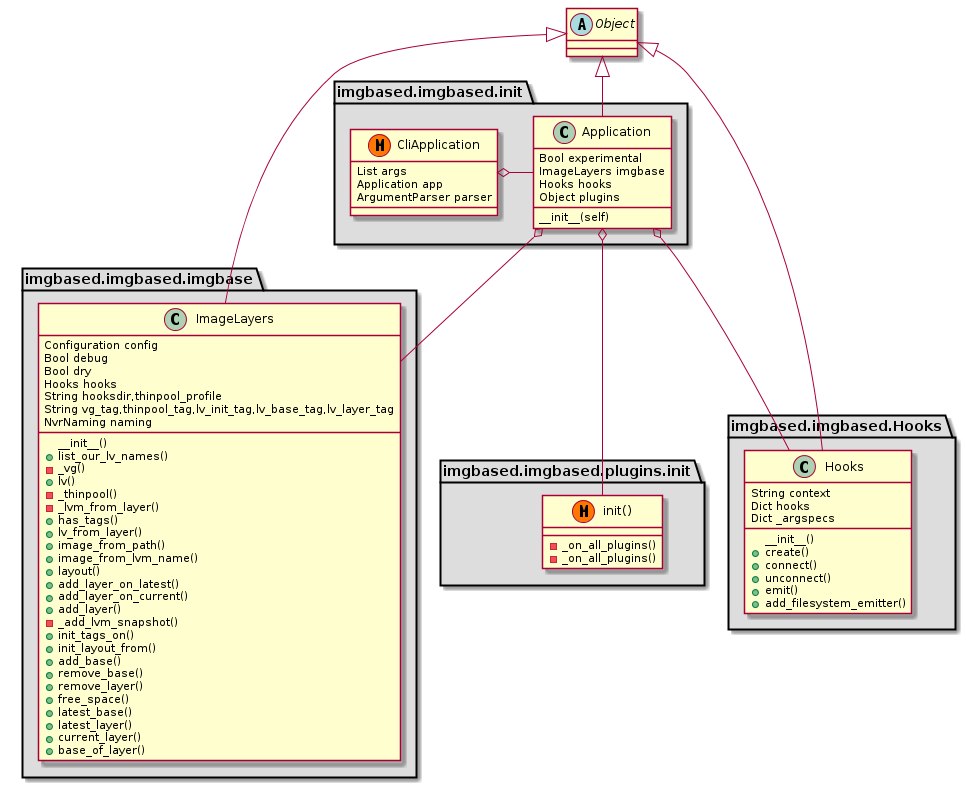 A Object
imgbased.imgbased.init
M CliApplication
List args
Application app
ArgumentParser parser
C Application
Bool experimental
ImageLayers imgbase
Hooks hooks
Object plugins
__init__(self)
imgbased.imgbased.imgbase
C ImageLayers
Configuration config
Bool debug
Bool dry
Hooks hooks
String hooksdir,thinpool_profile
String vg_tag,thinpool_tag,lv_init_tag,lv_base_tag,lv_layer_tag
NvrNaming naming
__init__()
list_our_lv_names()
_vg()
lv()
_thinpool()
_lvm_from_layer()
has_tags()
lv_from_layer()
image_from_path()
image_from_lvm_name()
layout()
add_layer_on_latest()
add_layer_on_current()
add_layer()
_add_lvm_snapshot()
init_tags_on()
init_layout_from()
add_base()
remove_base()
remove_layer()
free_space()
latest_base()
latest_layer()
current_layer()
base_of_layer()
imgbased.imgbased.plugins.init
M init()
_on_all_plugins()
_on_all_plugins()
imgbased.imgbased.Hooks
C Hooks
String context
Dict hooks
Dict _argspecs
__init__()
create()
connect()
unconnect()
emit()
add_filesystem_emitter()